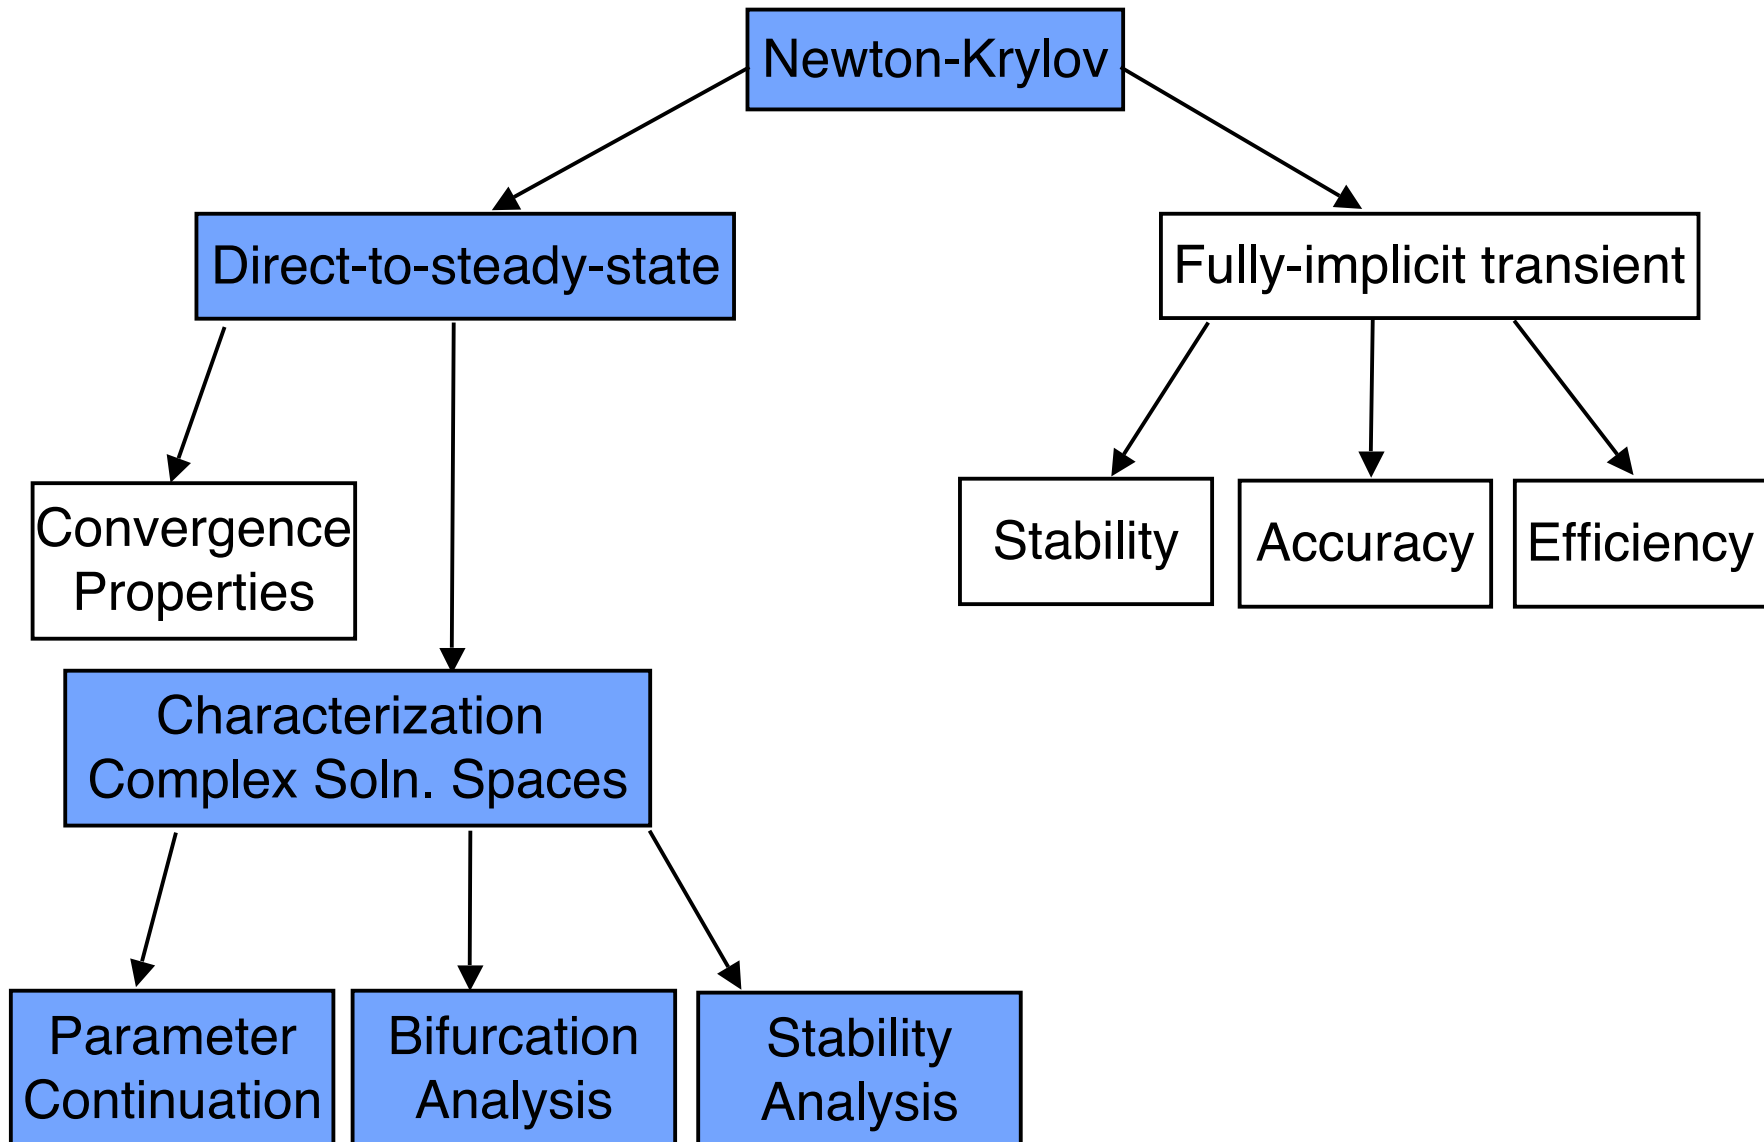 Newton-Krylov
Direct-to-steady-state
Fully-implicit transient
Convergence
Properties
Stability
Accuracy
Efficiency
Characterization
Complex Soln. Spaces
Parameter
Continuation
Bifurcation
Analysis
Stability
Analysis